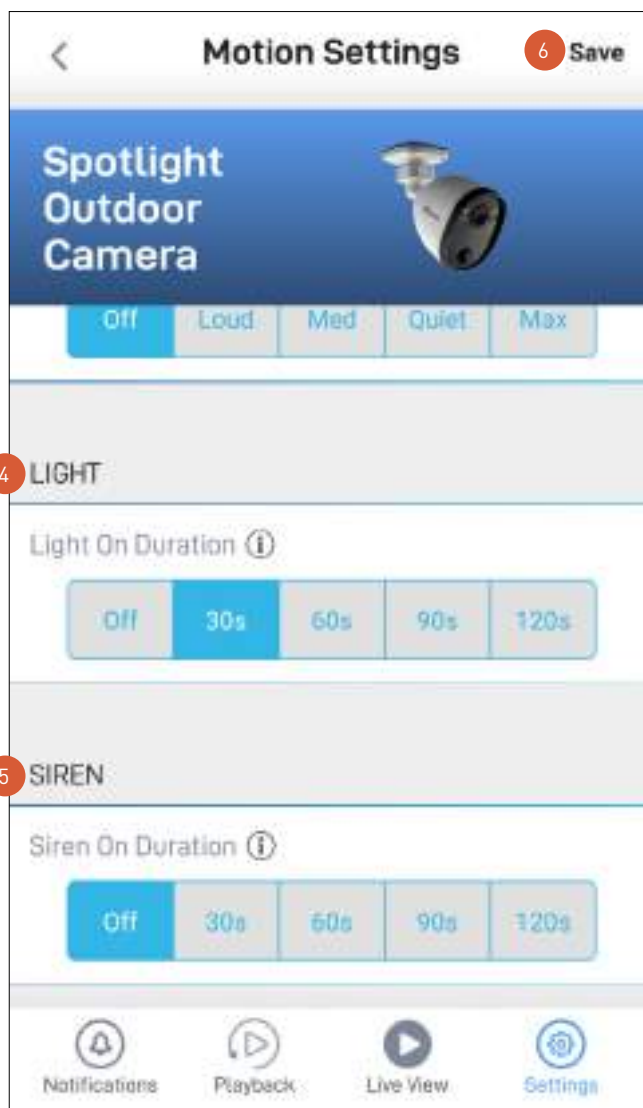 Motion Settings
6 Save
Spotlight
Outdoor
Camera
Off Loud Med Quiet Max
4 LIGHT
Light On Duration
Off 30s 60s 90s 120s
5 SIREN
Siren On Duration
Off 30s 60s 90s 120s
Notifications Playback Live View Settings